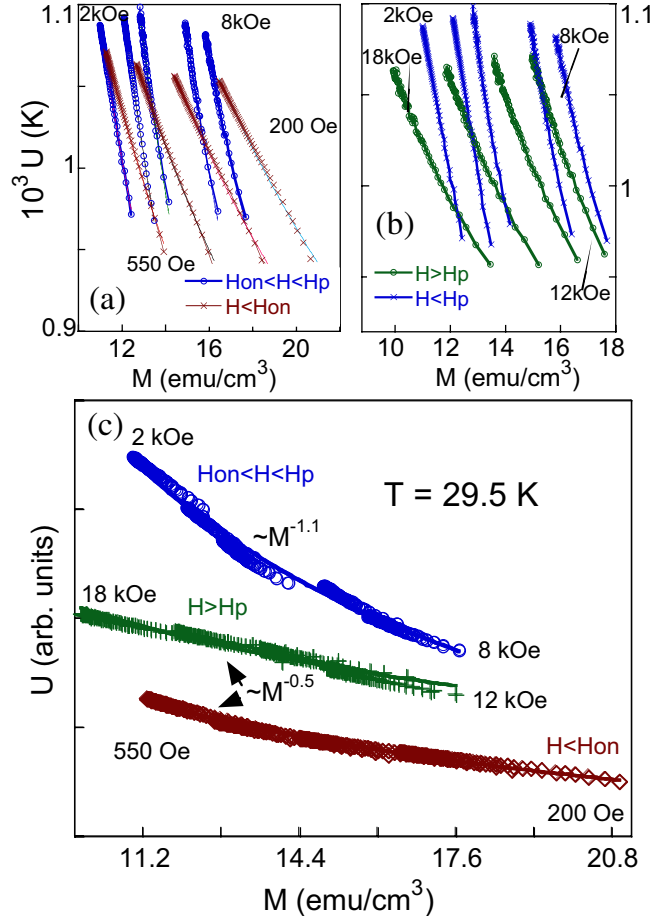 2kOe
8kOe
200 Oe
550 Oe
Hon<H<Hp
H<Hon
(a)
1.1
1
0.9
10³ U (K)
12
14
16
18
20
M (emu/cm³)
2kOe
18kOe
8kOe
(b)
H>Hp
H<Hp
12kOe
1.1
1
10
12
14
16
18
M (emu/cm³)
(c)
2 kOe
Hon<H<Hp
T = 29.5 K
~M⁻¹·¹
18 kOe
H>Hp
8 kOe
~M⁻⁰·⁵
12 kOe
550 Oe
H<Hon
200 Oe
U (arb. units)
11.2
14.4
17.6
20.8
M (emu/cm³)